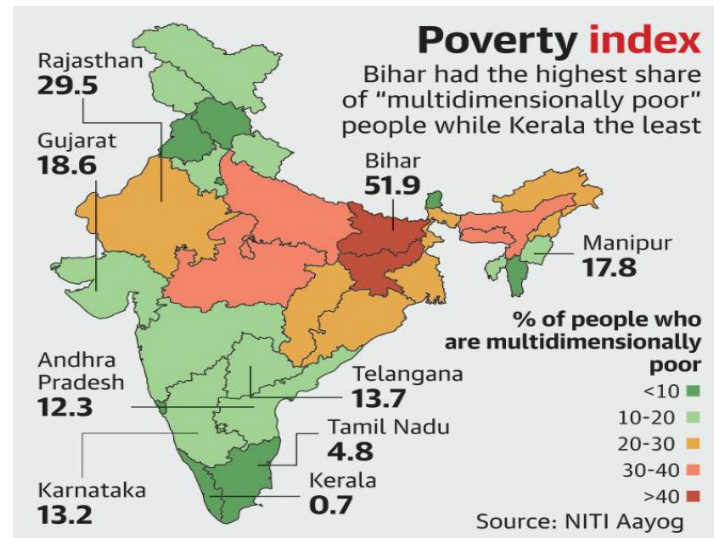 Poverty index
Bihar had the highest share
of "multidimensionally poor"
people while Kerala the least
Rajasthan
29.5
Gujarat
18.6
Bihar
51.9
Manipur
17.8
Andhra
Pradesh
12.3
Telangana
13.7
Tamil Nadu
4.8
Kerala
0.7
Karnataka
13.2
% of people who
are multidimensionally
poor
<10
10-20
20-30
30-40
>40
Source: NITI Aayog